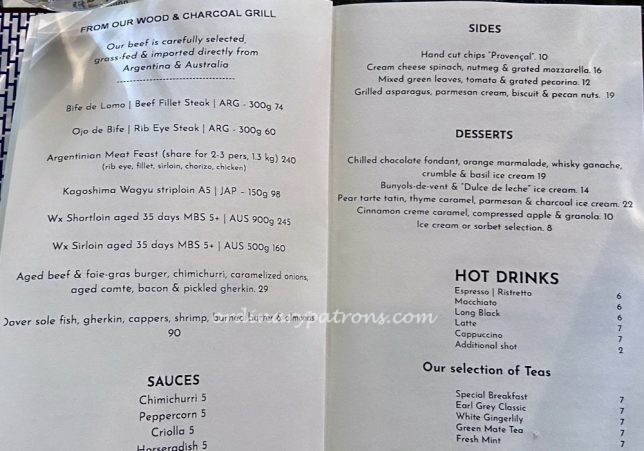 FROM OUR WOOD & CHARCOAL GRILL
Our beef is carefully selected,
grass-fed & imported directly from
Argentina & Australia
Bife de Lomo | Beef Fillet Steak | ARG - 300g 74
Ojo de Bife | Rib Eye Steak | ARG - 300g 60
Argentinian Meat Feast (share for 2-3 pers, 1.3 kg) 240
(rib eye, fillet, sirloin, chorizo, chicken)
Kagoshima Wagyu striploin A5 | JAP - 150g 98
Wx Shortloin aged 35 days MBS 5+ | AUS 900g 245
Wx Sirloin aged 35 days MBS 5+ | AUS 500g 160
Aged beef & foie-gras burger, chimichurri, caramelized onions,
aged comte, bacon & pickled gherkin. 29
Dover sole fish, gherkin, cappers, shrimp, burned butter & almonds
90
SAUCES
Chimichurri 5
Peppercorn 5
Criolla 5
Horseradish 5
SIDES
Hand cut chips "Provençal". 10
Cream cheese spinach, nutmeg & grated mozzarella. 16
Mixed green leaves, tomato & grated pecorino. 12
Grilled asparagus, parmesan cream, biscuit & pecan nuts. 19
DESSERTS
Chilled chocolate fondant, orange marmalade, whisky ganache,
crumble & basil ice cream 19
Bunyols-de-vent & "Dulce de leche" ice cream. 14
Pear tarte tatin, thyme caramel, parmesan & charcoal ice cream. 22
Cinnamon creme caramel, compressed apple & granola. 10
Ice cream or sorbet selection. 8
HOT DRINKS
Espresso | Ristretto 6
Macchiato 6
Long Black 6
Latte 7
Cappuccino 7
Additional shot 2
Our selection of Teas
Special Breakfast 7
Earl Grey Classic 7
White Gingerlily 7
Green Mate Tea 7
Fresh Mint 7